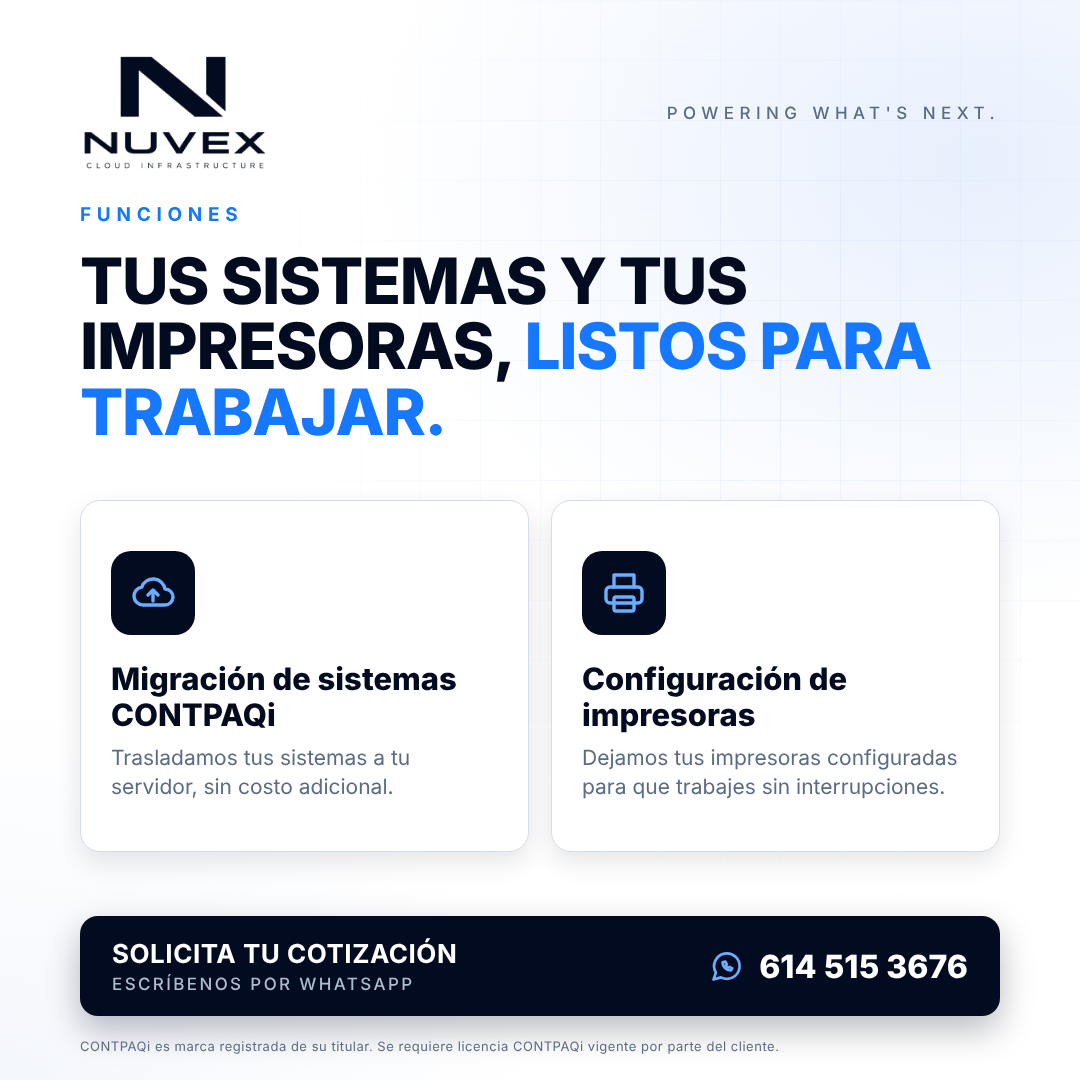 NUVEX
CLOUD INFRASTRUCTURE
POWERING WHAT'S NEXT.
FUNCIONES
TUS SISTEMAS Y TUS
IMPRESORAS, LISTOS PARA
TRABAJAR.
Migración de sistemas
CONTPAQi
Trasladamos tus sistemas a tu
servidor, sin costo adicional.
Configuración de
impresoras
Dejamos tus impresoras configuradas
para que trabajes sin interrupciones.
SOLICITA TU COTIZACIÓN
ESCRÍBENOS POR WHATSAPP
614 515 3676
CONTPAQi es marca registrada de su titular. Se requiere licencia CONTPAQi vigente por parte del cliente.